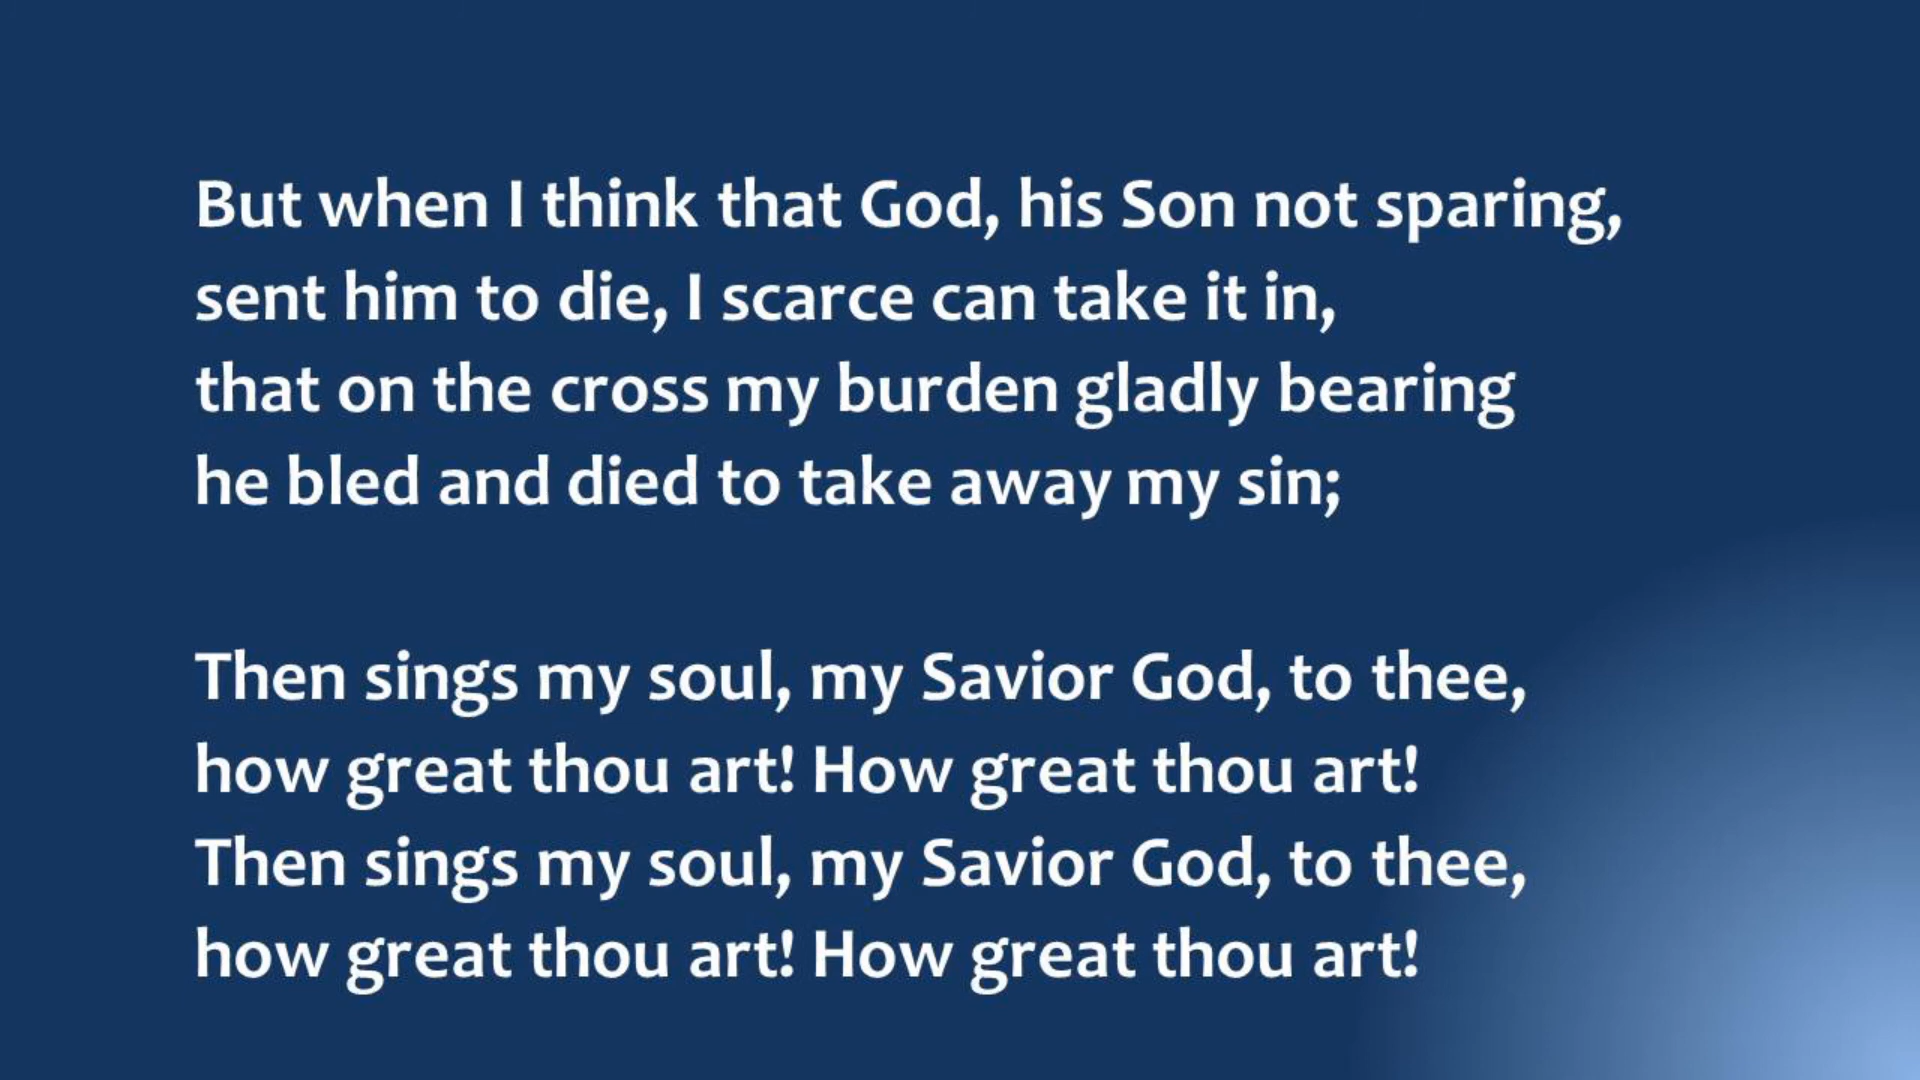 But when I think that God, his Son not sparing,
sent him to die, I scarce can take it in,
that on the cross my burden gladly bearing
he bled and died to take away my sin;
Then sings my soul, my Savior God, to thee,
how great thou art! How great thou art!
Then sings my soul, my Savior God, to thee,
how great thou art! How great thou art!